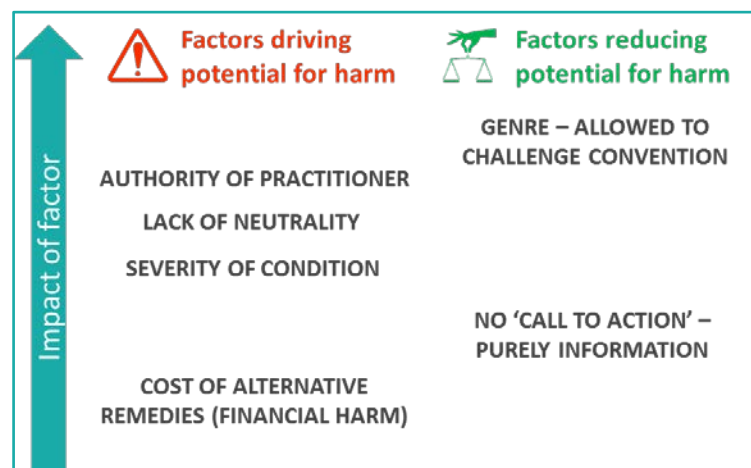 Factors driving
potential for harm
Factors reducing
potential for harm
Impact of factor
GENRE – ALLOWED TO
CHALLENGE CONVENTION
AUTHORITY OF PRACTITIONER
LACK OF NEUTRALITY
SEVERITY OF CONDITION
NO ‘CALL TO ACTION’ –
PURELY INFORMATION
COST OF ALTERNATIVE
REMEDIES (FINANCIAL HARM)